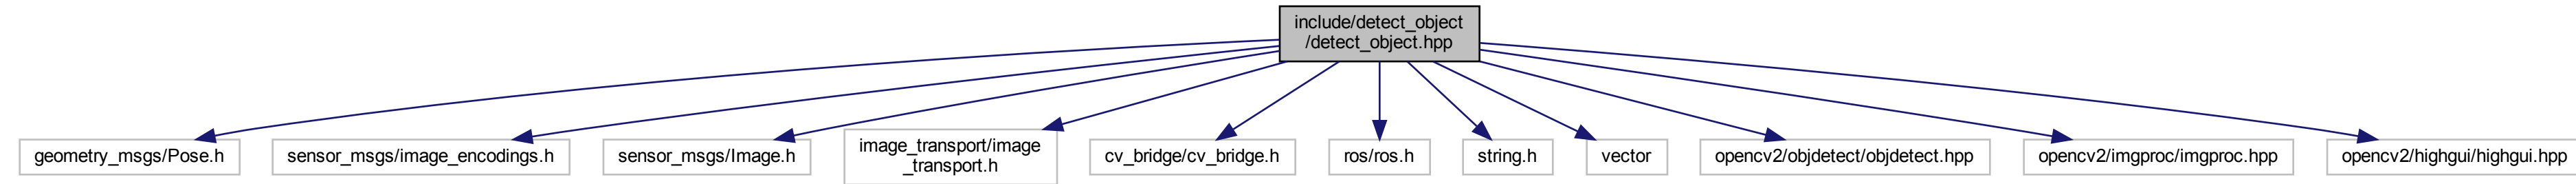 include/detect_object
/detect_object.hpp
geometry_msgs/Pose.h
sensor_msgs/image_encodings.h
sensor_msgs/Image.h
image_transport/image
_transport.h
cv_bridge/cv_bridge.h
ros/ros.h
string.h
vector
opencv2/objdetect/objdetect.hpp
opencv2/imgproc/imgproc.hpp
opencv2/highgui/highgui.hpp